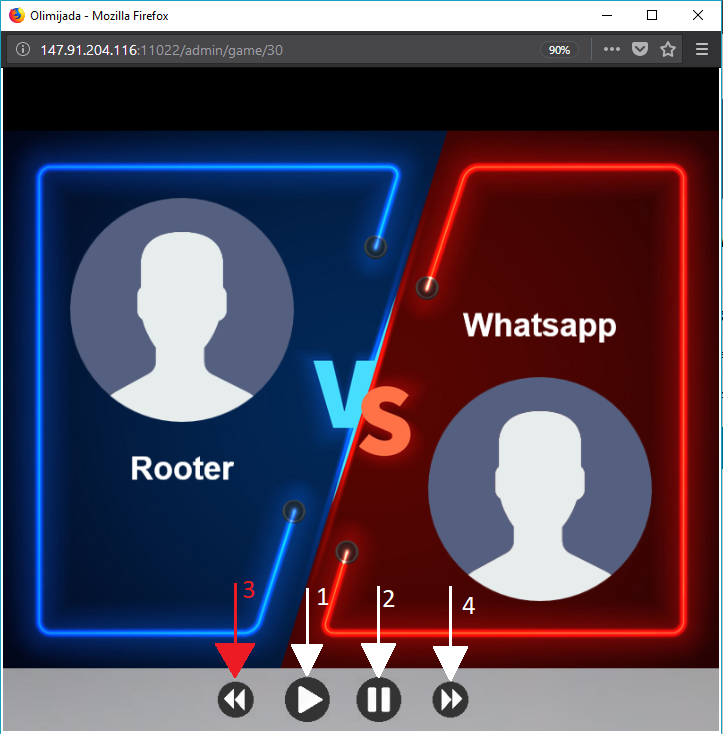 Olimijada - Mozilla Firefox
147.91.204.116:11022/admin/game/30
90%
Whatsapp
VS
Rooter
3
1
2
4